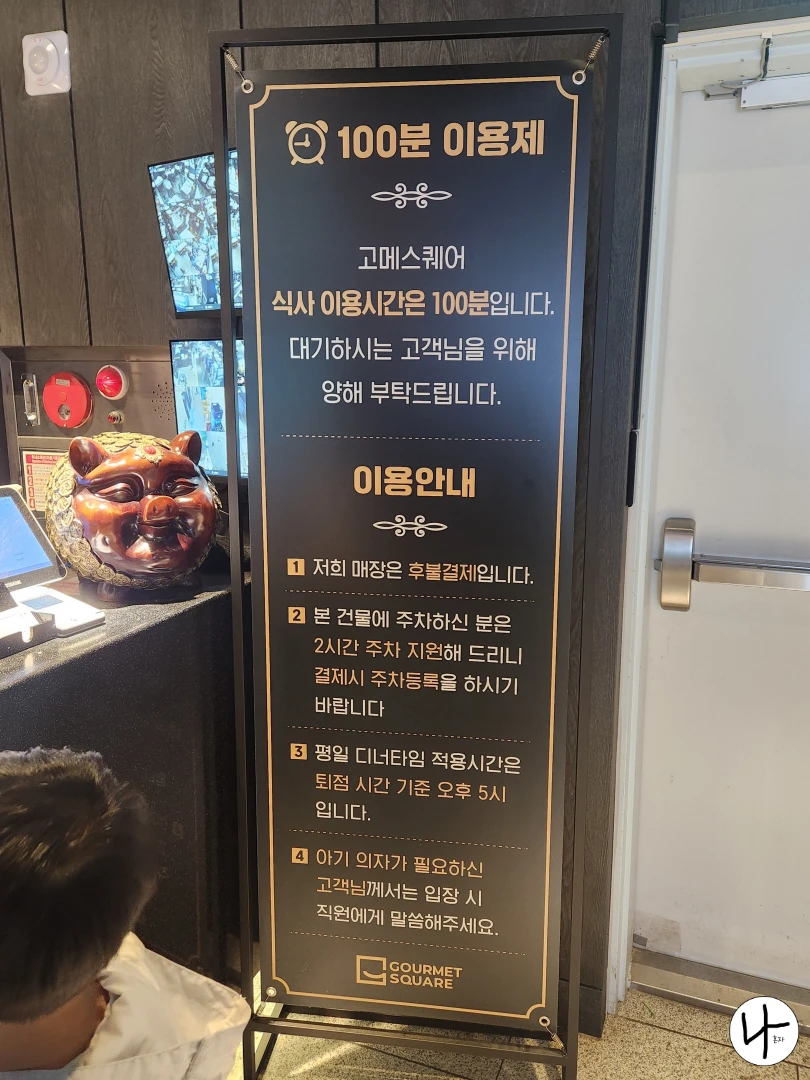 100분 이용제
고메스퀘어
식사 이용시간은 100분입니다.
대기하시는 고객님을 위해
양해 부탁드립니다.
이용안내
1 저희 매장은 후불결제입니다.
2 본 건물에 주차하신 분은
2시간 주차 지원해 드리니
결제시 주차등록을 하시기
바랍니다
3 평일 디너타임 적용시간은
퇴점 시간 기준 오후 5시
입니다.
4 아기 의자가 필요하신
고객님께서는 입장 시
직원에게 말씀해주세요.
GOURMET
SQUARE
나
혼자